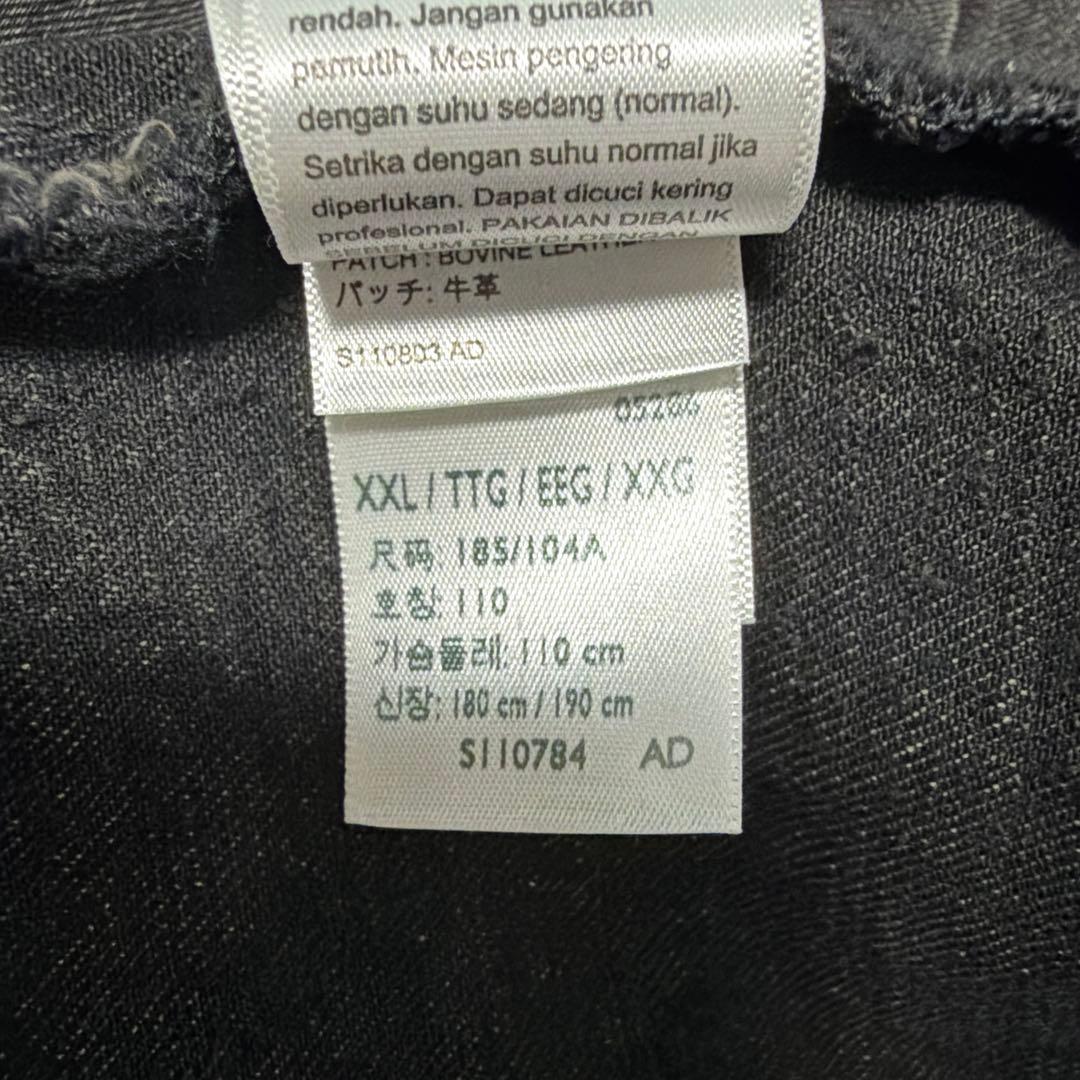 rendah. Jangan gunakan
pemutih. Mesin pengering
dengan suhu sedang (normal).
Setrika dengan suhu normal jika
diperlukan. Dapat dicuci kering
profesional. PAKAIAN DIBALIK
SEBELUM DICUCI DENGAN
PATCH : BOVINE LEATHER
パッチ: 牛革
S110803 AD
XXL / TTG / EEG / XXG
尺码: 185/104A
호칭: 110
가슴둘레: 110 cm
신장: 180 cm / 190 cm
S110784 AD